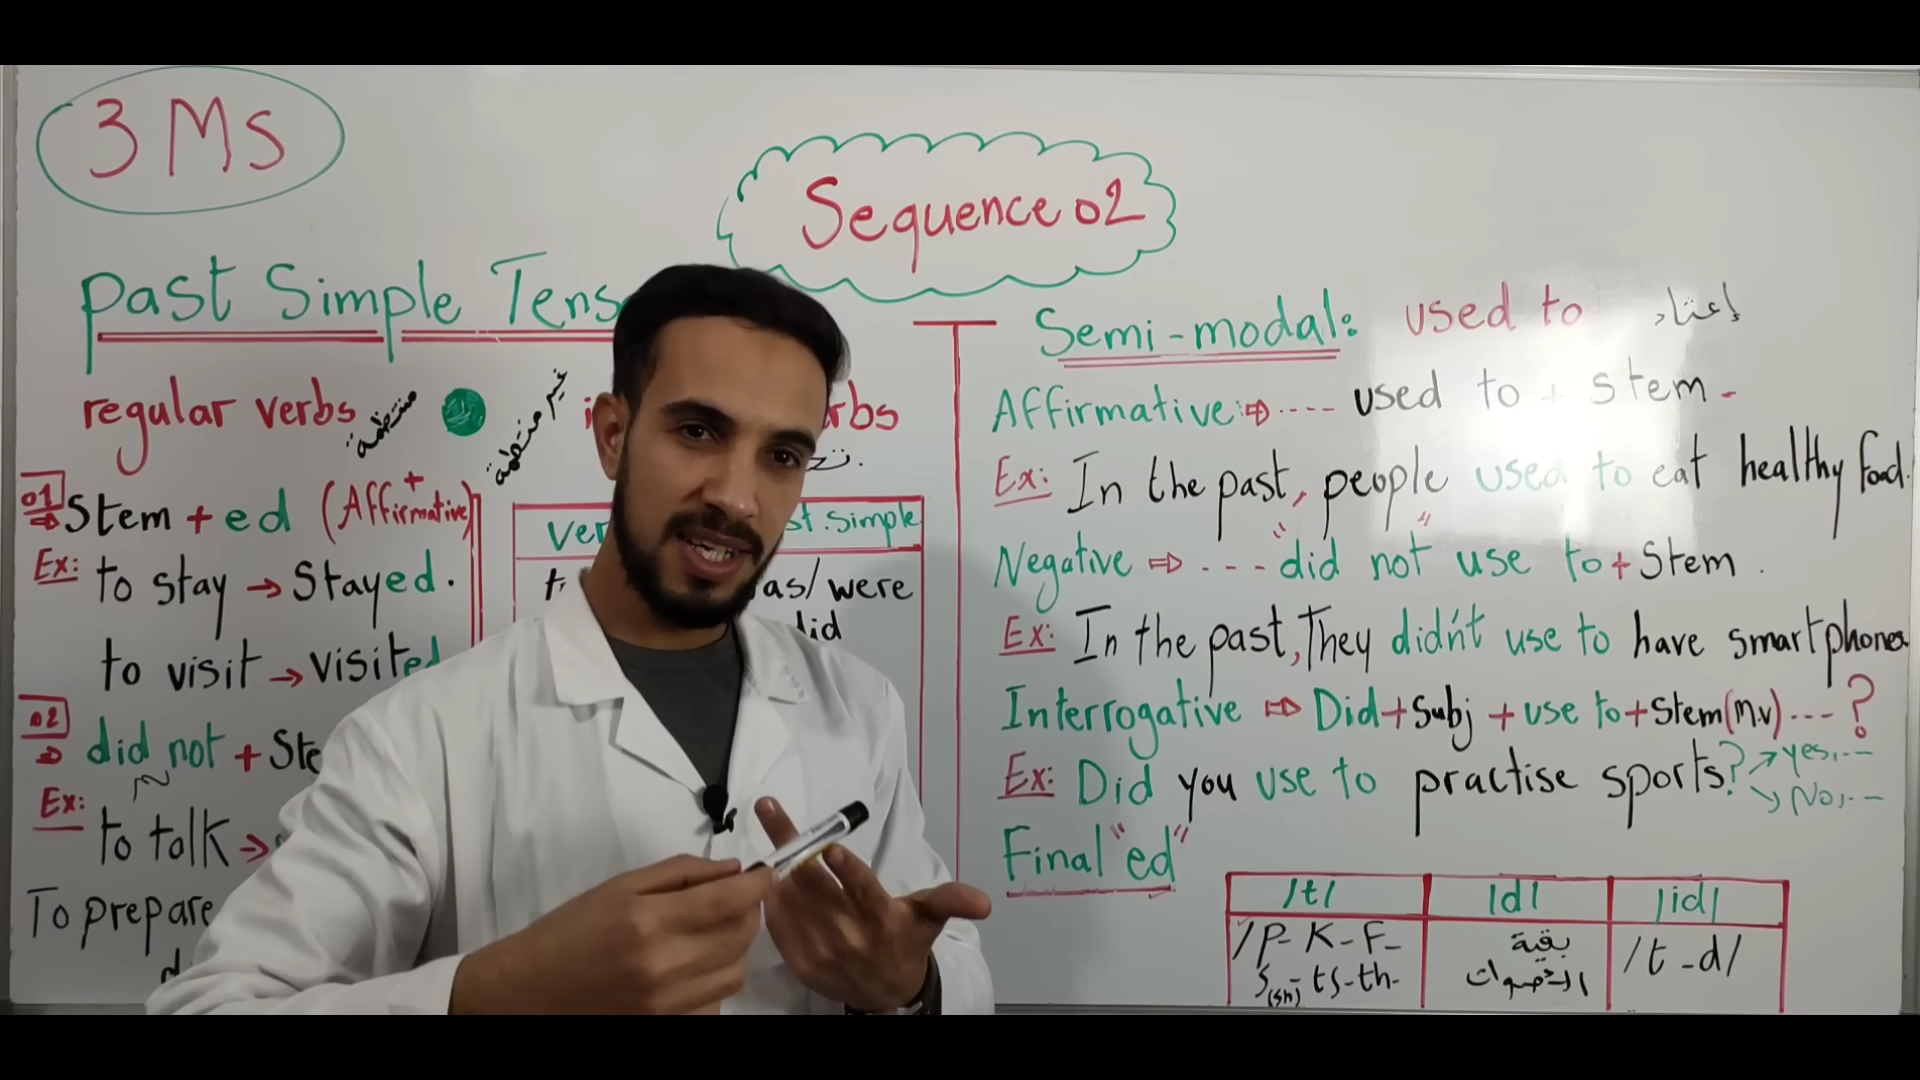 3 Ms
Sequence 02
Past Simple Tens
regular verbs
منتظمة
غير منتظمة
01
⇒ Stem + ed (Affirmative)
+
Ex: to stay → Stayed.
to visit → visited
02
⇒ did not + Ste
Ex:
to talk →
To prepare
Semi-modal: used to إعتاد
Affirmative: ⇒ .... used to + stem -
Ex: In the past, people used to eat healthy food.
Negative ⇒ .... "did not use to + Stem .
Ex: In the past, They didn't use to have smartphones
Interrogative ⇒ Did + Subj + use to + Stem (m.v) .... ?
Ex: Did you use to practise sports? → yes, ...
↘ No, ...
Final "ed"
/t/ /d/ /id/
/p- K- F- بقية /t - d/
S(sh)- ts- th- الأصوات
st.simple
as/were
did